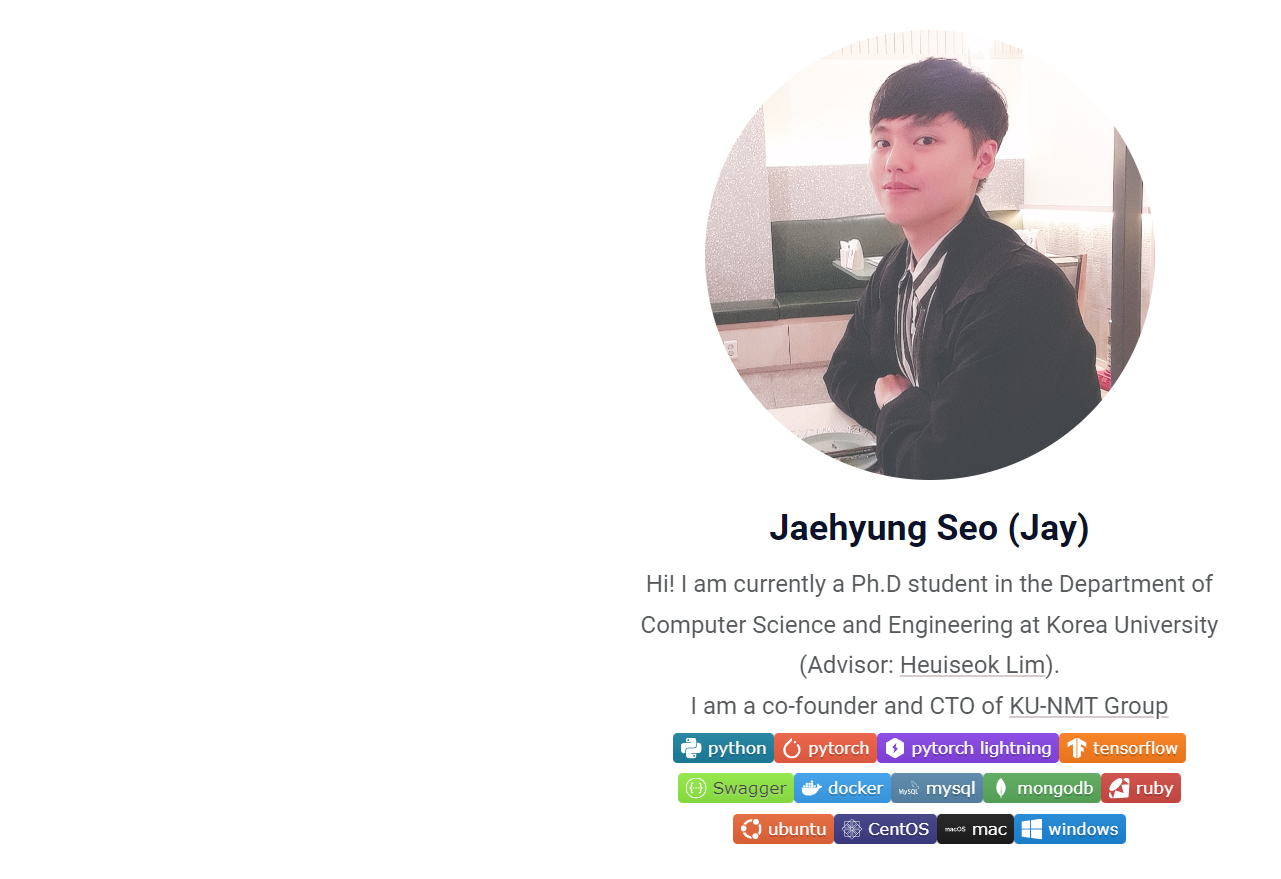 Jaehyung Seo (Jay)
Hi! I am currently a Ph.D student in the Department of
Computer Science and Engineering at Korea University
(Advisor: Heuiseok Lim).
I am a co-founder and CTO of KU-NMT Group
python pytorch pytorch lightning tensorflow
Swagger docker MySQL mysql mongodb ruby
ubuntu CentOS macOS mac windows